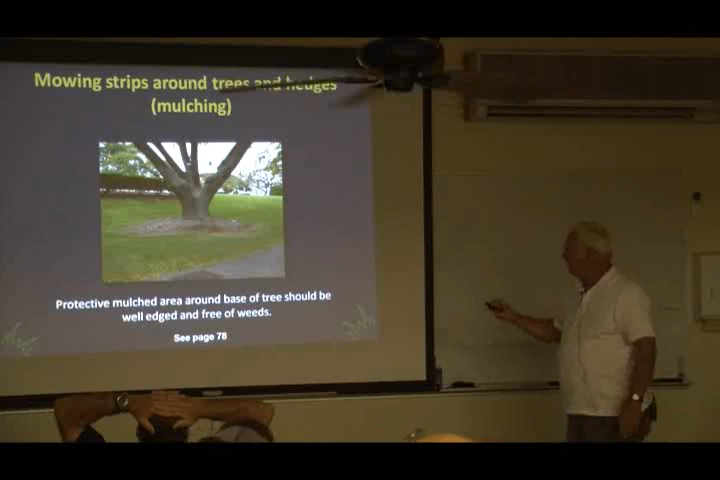 Mowing strips around trees and hedges
(mulching)
Protective mulched area around base of tree should be
well edged and free of weeds.
See page 78